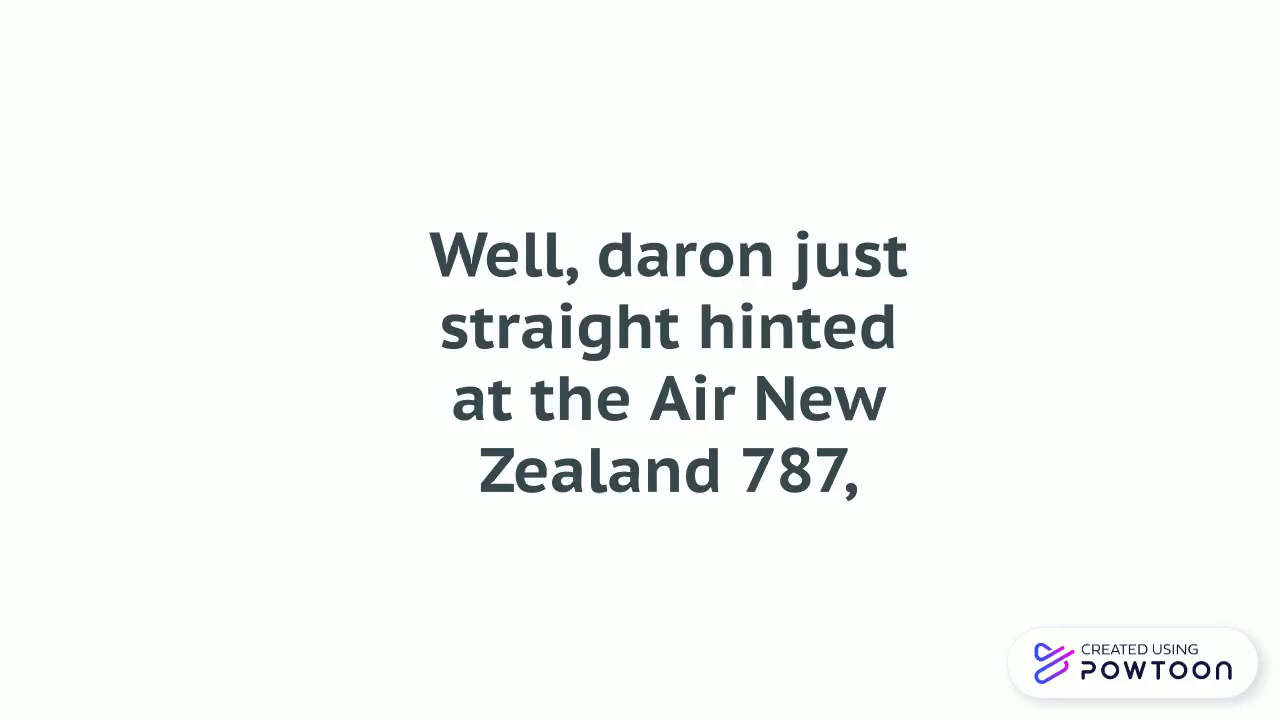 Well, daron just
straight hinted
at the Air New
Zealand 787,
CREATED USING
POWTOON